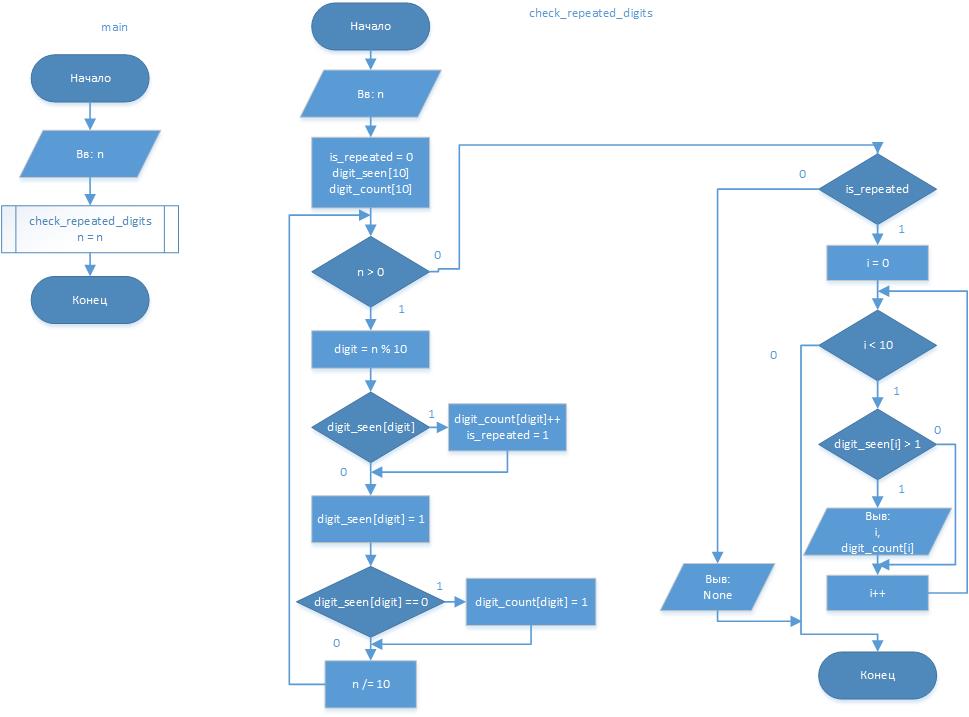 main
Начало
Вв: n
check_repeated_digits
n = n
Конец
check_repeated_digits
Начало
Вв: n
is_repeated = 0
digit_seen[10]
digit_count[10]
n > 0
0
1
digit = n % 10
digit_seen[digit]
1
digit_count[digit]++
is_repeated = 1
0
digit_seen[digit] = 1
digit_seen[digit] == 0
1
digit_count[digit] = 1
0
n /= 10
is_repeated
0
1
i = 0
i < 10
0
1
digit_seen[i] > 1
0
1
Выв:
i,
digit_count[i]
i++
Выв:
None
Конец